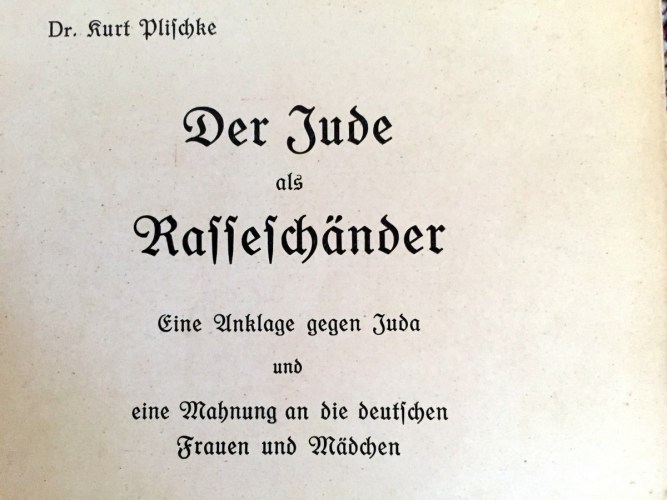 Dr. Kurt Plischke
Der Jude
als
Rasseschänder
Eine Anklage gegen Juda
und
eine Mahnung an die deutschen
Frauen und Mädchen